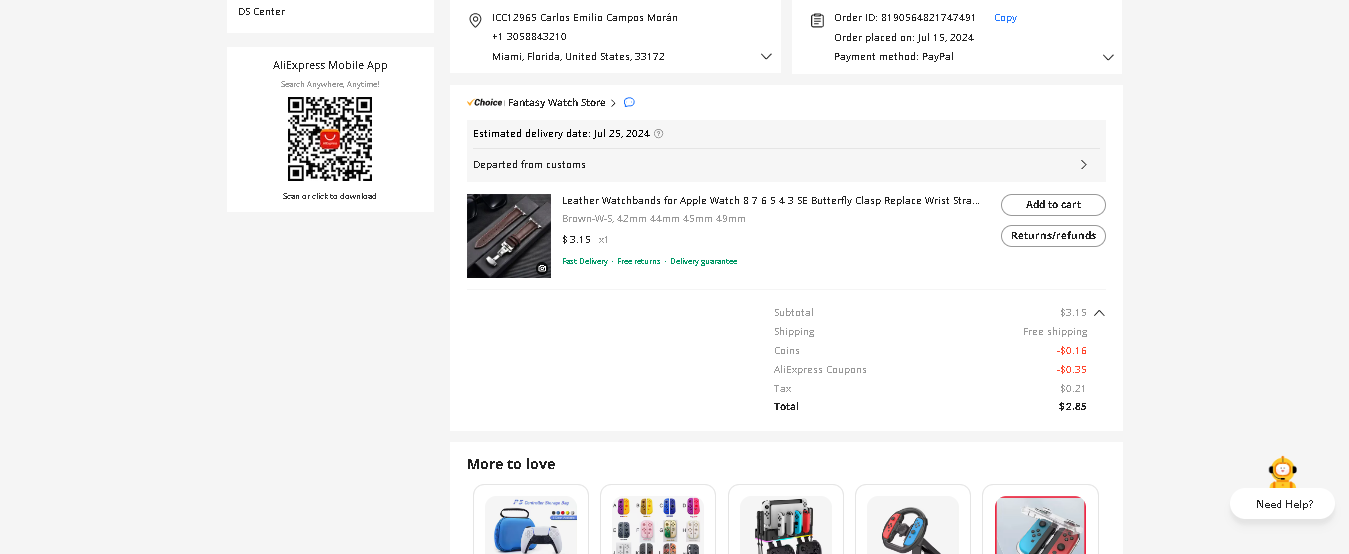 DS Center
AliExpress Mobile App
Search Anywhere, Anytime!
Scan or click to download
ICC12965 Carlos Emilio Campos Morán
+1 3058843210
Miami, Florida, United States, 33172
Order ID: 8190564821747491 Copy
Order placed on: Jul 15, 2024
Payment method: PayPal
Choice Fantasy Watch Store
Estimated delivery date: Jul 25, 2024
Departed from customs
Leather Watchbands for Apple Watch 8 7 6 5 4 3 SE Butterfly Clasp Replace Wrist Stra...
Brown-W-S, 42mm 44mm 45mm 49mm
$3.15 x1
Fast Delivery · Free returns · Delivery guarantee
Add to cart
Returns/refunds
Subtotal $3.15
Shipping Free shipping
Coins -$0.16
AliExpress Coupons -$0.35
Tax $0.21
Total $2.85
More to love
Controller Storage Bag
Need Help?